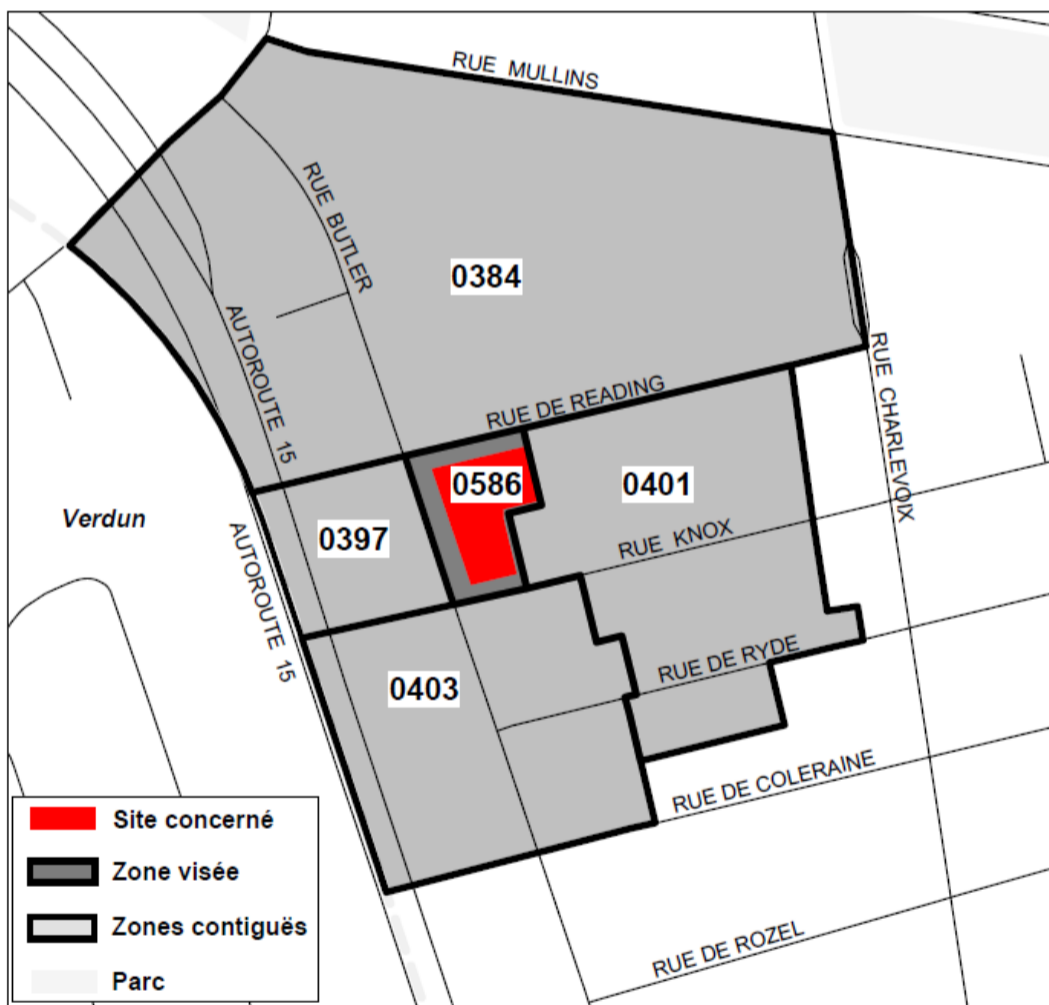 RUE MULLINS
RUE BUTLER
0384
AUTOROUTE 15
RUE CHARLEVOIX
RUE DE READING
0586
0401
Verdun
0397
RUE KNOX
AUTOROUTE 15
RUE DE RYDE
0403
RUE DE COLERAINE
Site concerné
Zone visée
Zones contiguës
RUE DE ROZEL
Parc